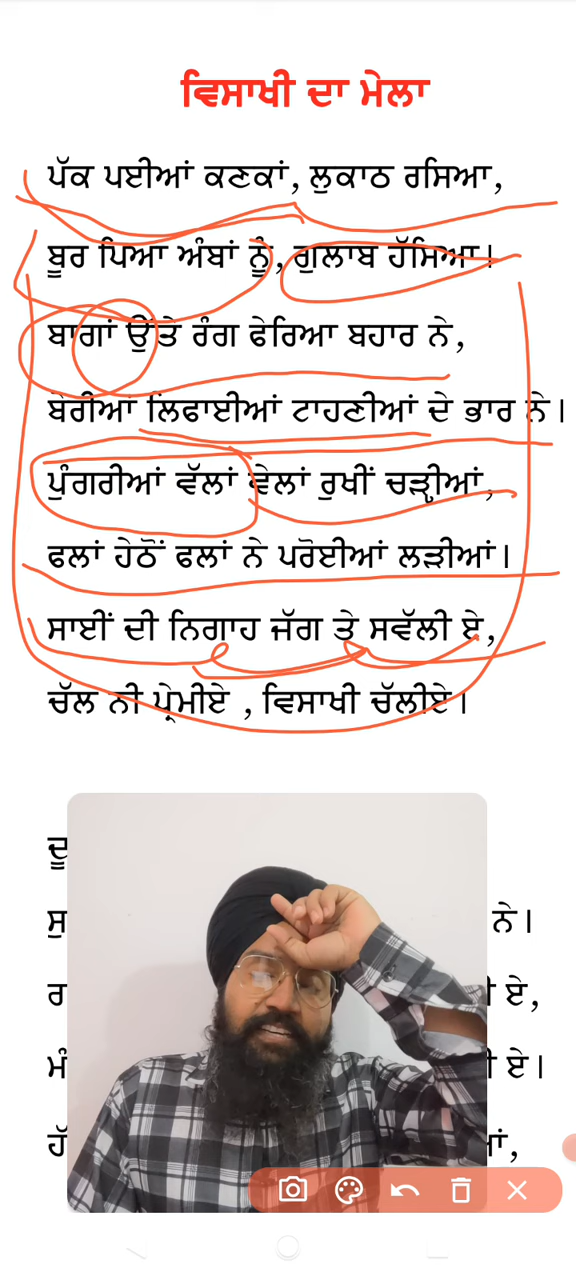 ਵਿਸਾਖੀ ਦਾ ਮੇਲਾ
ਪੱਕ ਪਈਆਂ ਕਣਕਾਂ, ਲੁਕਾਠ ਰਸਿਆ,
ਬੂਰ ਪਿਆ ਅੰਬਾਂ ਨੂੰ, ਗੁਲਾਬ ਹੱਸਿਆ।
ਬਾਗਾਂ ਉੱਤੇ ਰੰਗ ਫੇਰਿਆ ਬਹਾਰ ਨੇ,
ਬੇਰੀਆਂ ਲਿਫਾਈਆਂ ਟਾਹਣੀਆਂ ਦੇ ਭਾਰ ਨੇ।
ਪੁੰਗਰੀਆਂ ਵੱਲਾਂ ਵੇਲਾਂ ਰੁਖੀਂ ਚੜ੍ਹੀਆਂ,
ਫਲਾਂ ਹੇਠੋਂ ਫਲਾਂ ਨੇ ਪਰੋਈਆਂ ਲੜੀਆਂ।
ਸਾਈਂ ਦੀ ਨਿਗਾਹ ਜੱਗ ਤੇ ਸਵੱਲੀ ਏ,
ਚੱਲ ਨੀ ਪ੍ਰੇਮੀਏ , ਵਿਸਾਖੀ ਚੱਲੀਏ।
ਨੇ।
ਏ,
ਏ।